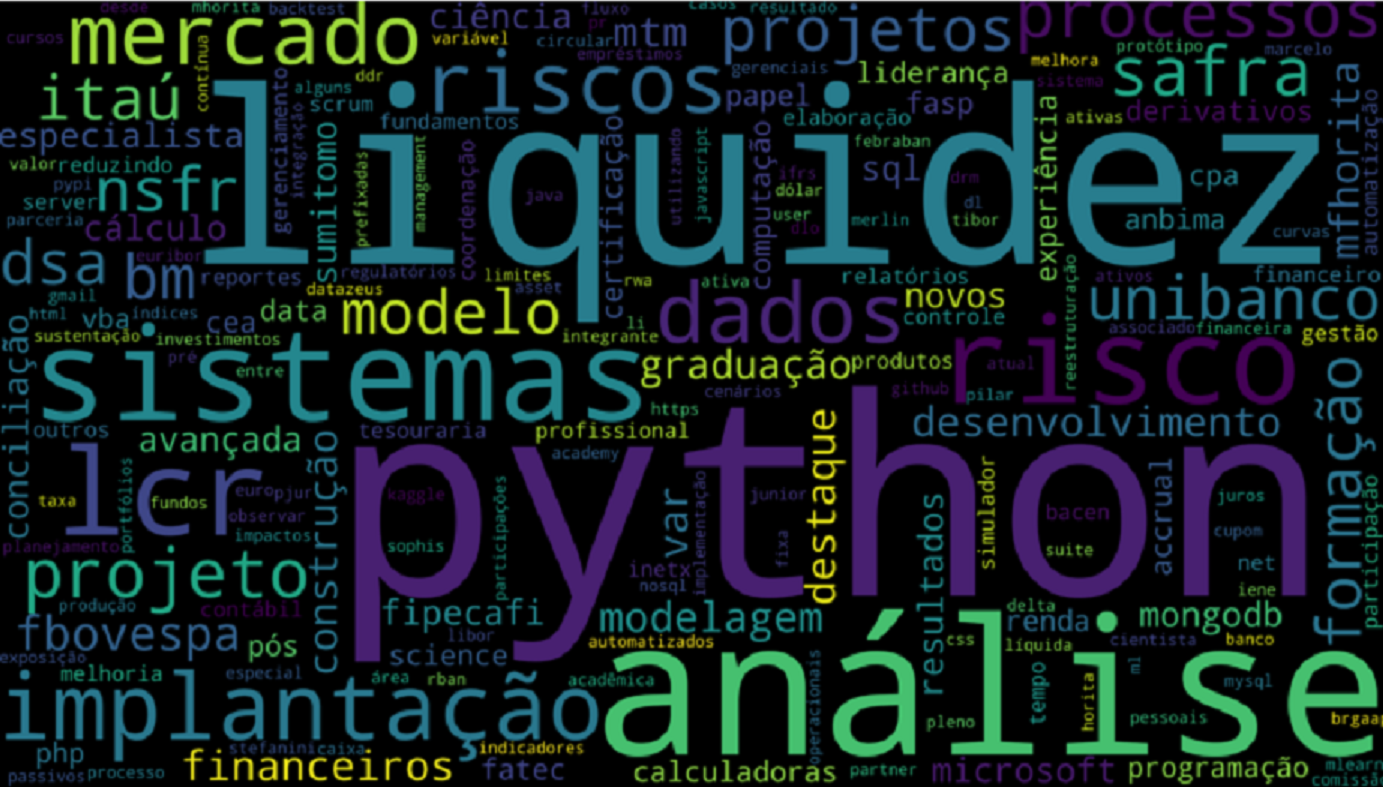 desde
mhorita
backtest
ciência
fluxo
casos
resultado
processos
cursos
mercado
variável
circular
pr
mtm
projetos
empréstimos
protótipo
marcelo
itaú
contínua
ddr
riscos
gerenciais
liderança
melhora
sistema
safra
alguns
scrum
papel
fasp
derivativos
especialista
gerenciamento
integração
fundamentos
elaboração
ativas
experiência
mfhorita
automatização
valor
reduzindo
sumitomo
liquidez
certificação
febraban
sql
pypi
nsfr
prefixadas
management
coordenação
java
utilizando
javascript
computação
ifrs
dólar
drm
cpa
server
user
dl
merlin
tibor
anbima
parceria
cálculo
dlo
curvas
dsa
euribor
bm
reportes
regulatórios
limites
rwa
ativa
relatórios
ativos
financeiro
gmail
datazeus
asset
dados
novos
unibanco
html
vba
índices
cea
data
modelo
li
controle
reestruturação
associado
financeira
sustentação
investimentos
integrante
gestão
conciliação
pré
sistemas
graduação
produtos
risco
atual
entre
cenários
github
pilar
https
outros
avançada
tesouraria
profissional
destaque
desenvolvimento
formação
academy
python
lcr
construção
taxa
portfólios
fundos
europjur
kaggle
participações
var
implementação
junior
simulador
accrual
juros
observar
bacen
participação
planejamento
impactos
sophis
fixa
resultados
suite
cupom
projeto
inetx
nosql
net
iene
produção
contábil
fipecafi
modelagem
delta
renda
mongodb
fbovespa
pós
libor
automatizados
css
líquida
cientista
banco
exposição
science
análise
melhoria
especial
área
rban
acadêmica
operacionais
tempo
horita
ml
mysql
implantação
pleno
pessoais
brgaap
php
stefaninicaixa
indicadores
passivos
processo
financeiros
fatec
calculadoras
partner
microsoft
programação
mlearn
comissão